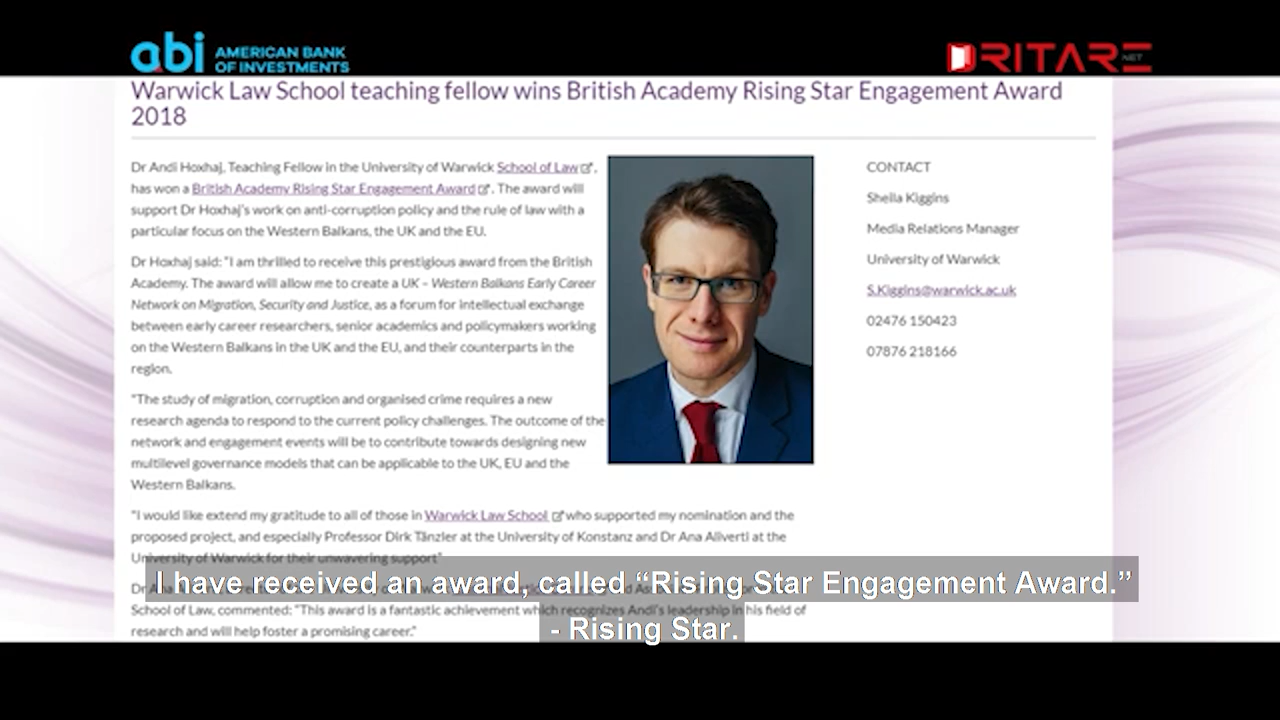 abi AMERICAN BANK
OF INVESTMENTS
DRITARE
.NET
Warwick Law School teaching fellow wins British Academy Rising Star Engagement Award
2018
Dr Andi Hoxhaj, Teaching Fellow in the University of Warwick School of Law,
has won a British Academy Rising Star Engagement Award. The award will
support Dr Hoxhaj's work on anti-corruption policy and the rule of law with a
particular focus on the Western Balkans, the UK and the EU.
Dr Hoxhaj said: "I am thrilled to receive this prestigious award from the British
Academy. The award will allow me to create a UK – Western Balkans Early Career
Network on Migration, Security and Justice, as a forum for intellectual exchange
between early career researchers, senior academics and policymakers working
on the Western Balkans in the UK and the EU, and their counterparts in the
region.
"The study of migration, corruption and organised crime requires a new
research agenda to respond to the current policy challenges. The outcome of the
network and engagement events will be to contribute towards designing new
multilevel governance models that can be applicable to the UK, EU and the
Western Balkans.
"I would like extend my gratitude to all of those in Warwick Law School who supported my nomination and the
proposed project, and especially Professor Dirk Tänzler at the University of Konstanz and Dr Ana Aliverti at the
University of Warwick for their unwavering support"
School of Law, commented: "This award is a fantastic achievement which recognizes Andi's leadership in his field of
research and will help foster a promising career."
CONTACT
Sheila Kiggins
Media Relations Manager
University of Warwick
S.Kiggins@warwick.ac.uk
02476 150423
07876 218166
I have received an award, called “Rising Star Engagement Award.”
- Rising Star.